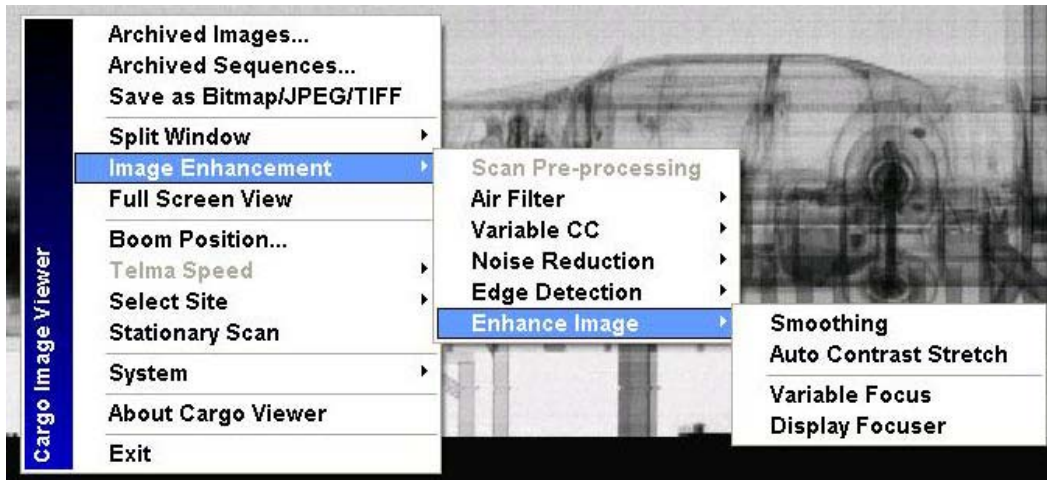 Cargo Image Viewer
Archived Images...
Archived Sequences...
Save as Bitmap/JPEG/TIFF
Split Window
Image Enhancement
Full Screen View
Boom Position...
Telma Speed
Select Site
Stationary Scan
System
About Cargo Viewer
Exit
Scan Pre-processing
Air Filter
Variable CC
Noise Reduction
Edge Detection
Enhance Image
Smoothing
Auto Contrast Stretch
Variable Focus
Display Focuser